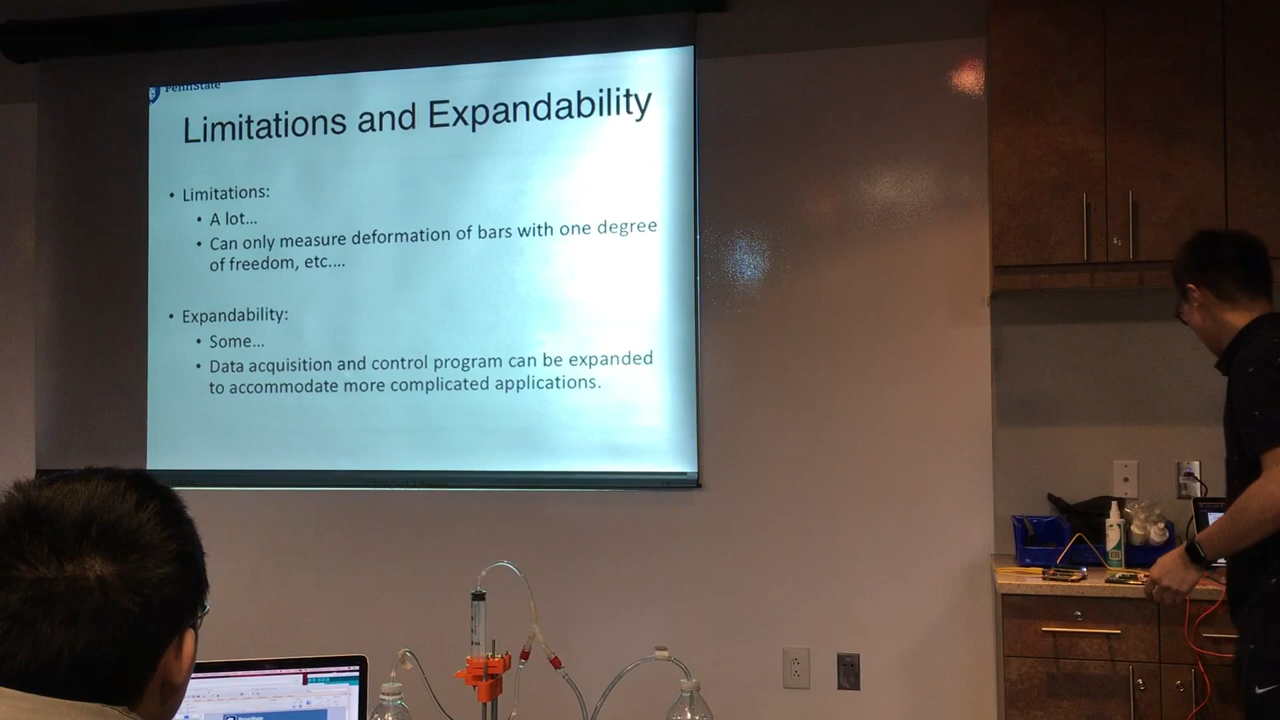 PennState
Limitations and Expandability
• Limitations:
• A lot...
• Can only measure deformation of bars with one degree
of freedom, etc....
• Expandability:
• Some...
• Data acquisition and control program can be expanded
to accommodate more complicated applications.